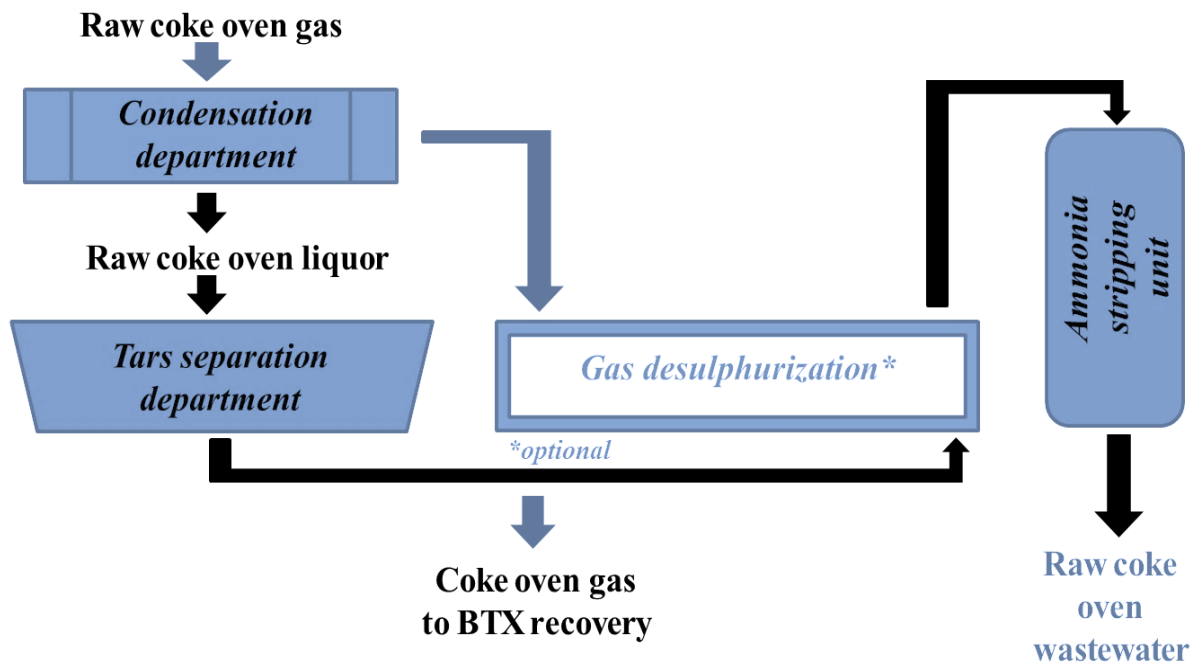 Raw coke oven gas
Condensation
department
Raw coke oven liquor
Tars separation
department
Gas desulphurization*
*optional
Coke oven gas
to BTX recovery
Ammonia
stripping
unit
Raw coke
oven
wastewater